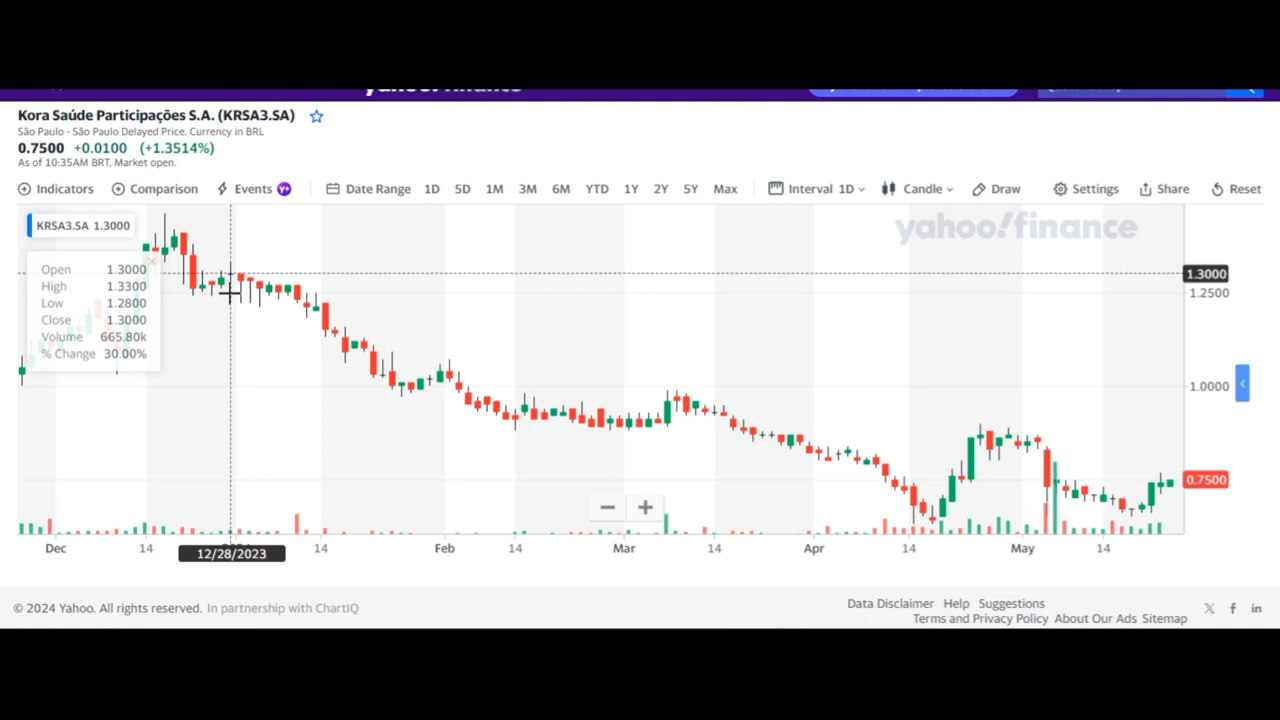 Kora Saúde Participações S.A. (KRSA3.SA)
São Paulo - São Paulo Delayed Price. Currency in BRL
0.7500 +0.0100 (+1.3514%)
As of 10:35AM BRT. Market open.
Indicators Comparison Events Y+ Date Range 1D 5D 1M 3M 6M YTD 1Y 2Y 5Y Max Interval 1D Candle Draw Settings Share Reset
KRSA3.SA 1.3000
yahoo!finance
Open 1.3000
High 1.3300
Low 1.2800
Close 1.3000
Volume 665.80k
% Change 30.00%
1.3000
1.2500
1.0000
0.7500
Dec 14 12/28/2023 14 Feb 14 Mar 14 Apr 14 May 14
© 2024 Yahoo. All rights reserved. In partnership with ChartIQ
Data Disclaimer Help Suggestions
Terms and Privacy Policy About Our Ads Sitemap